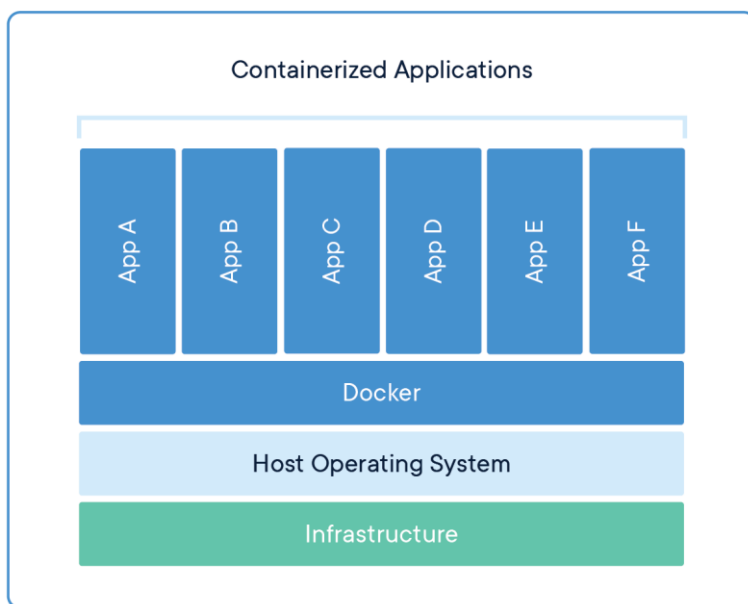 Containerized Applications
App A
App B
App C
App D
App E
App F
Docker
Host Operating System
Infrastructure